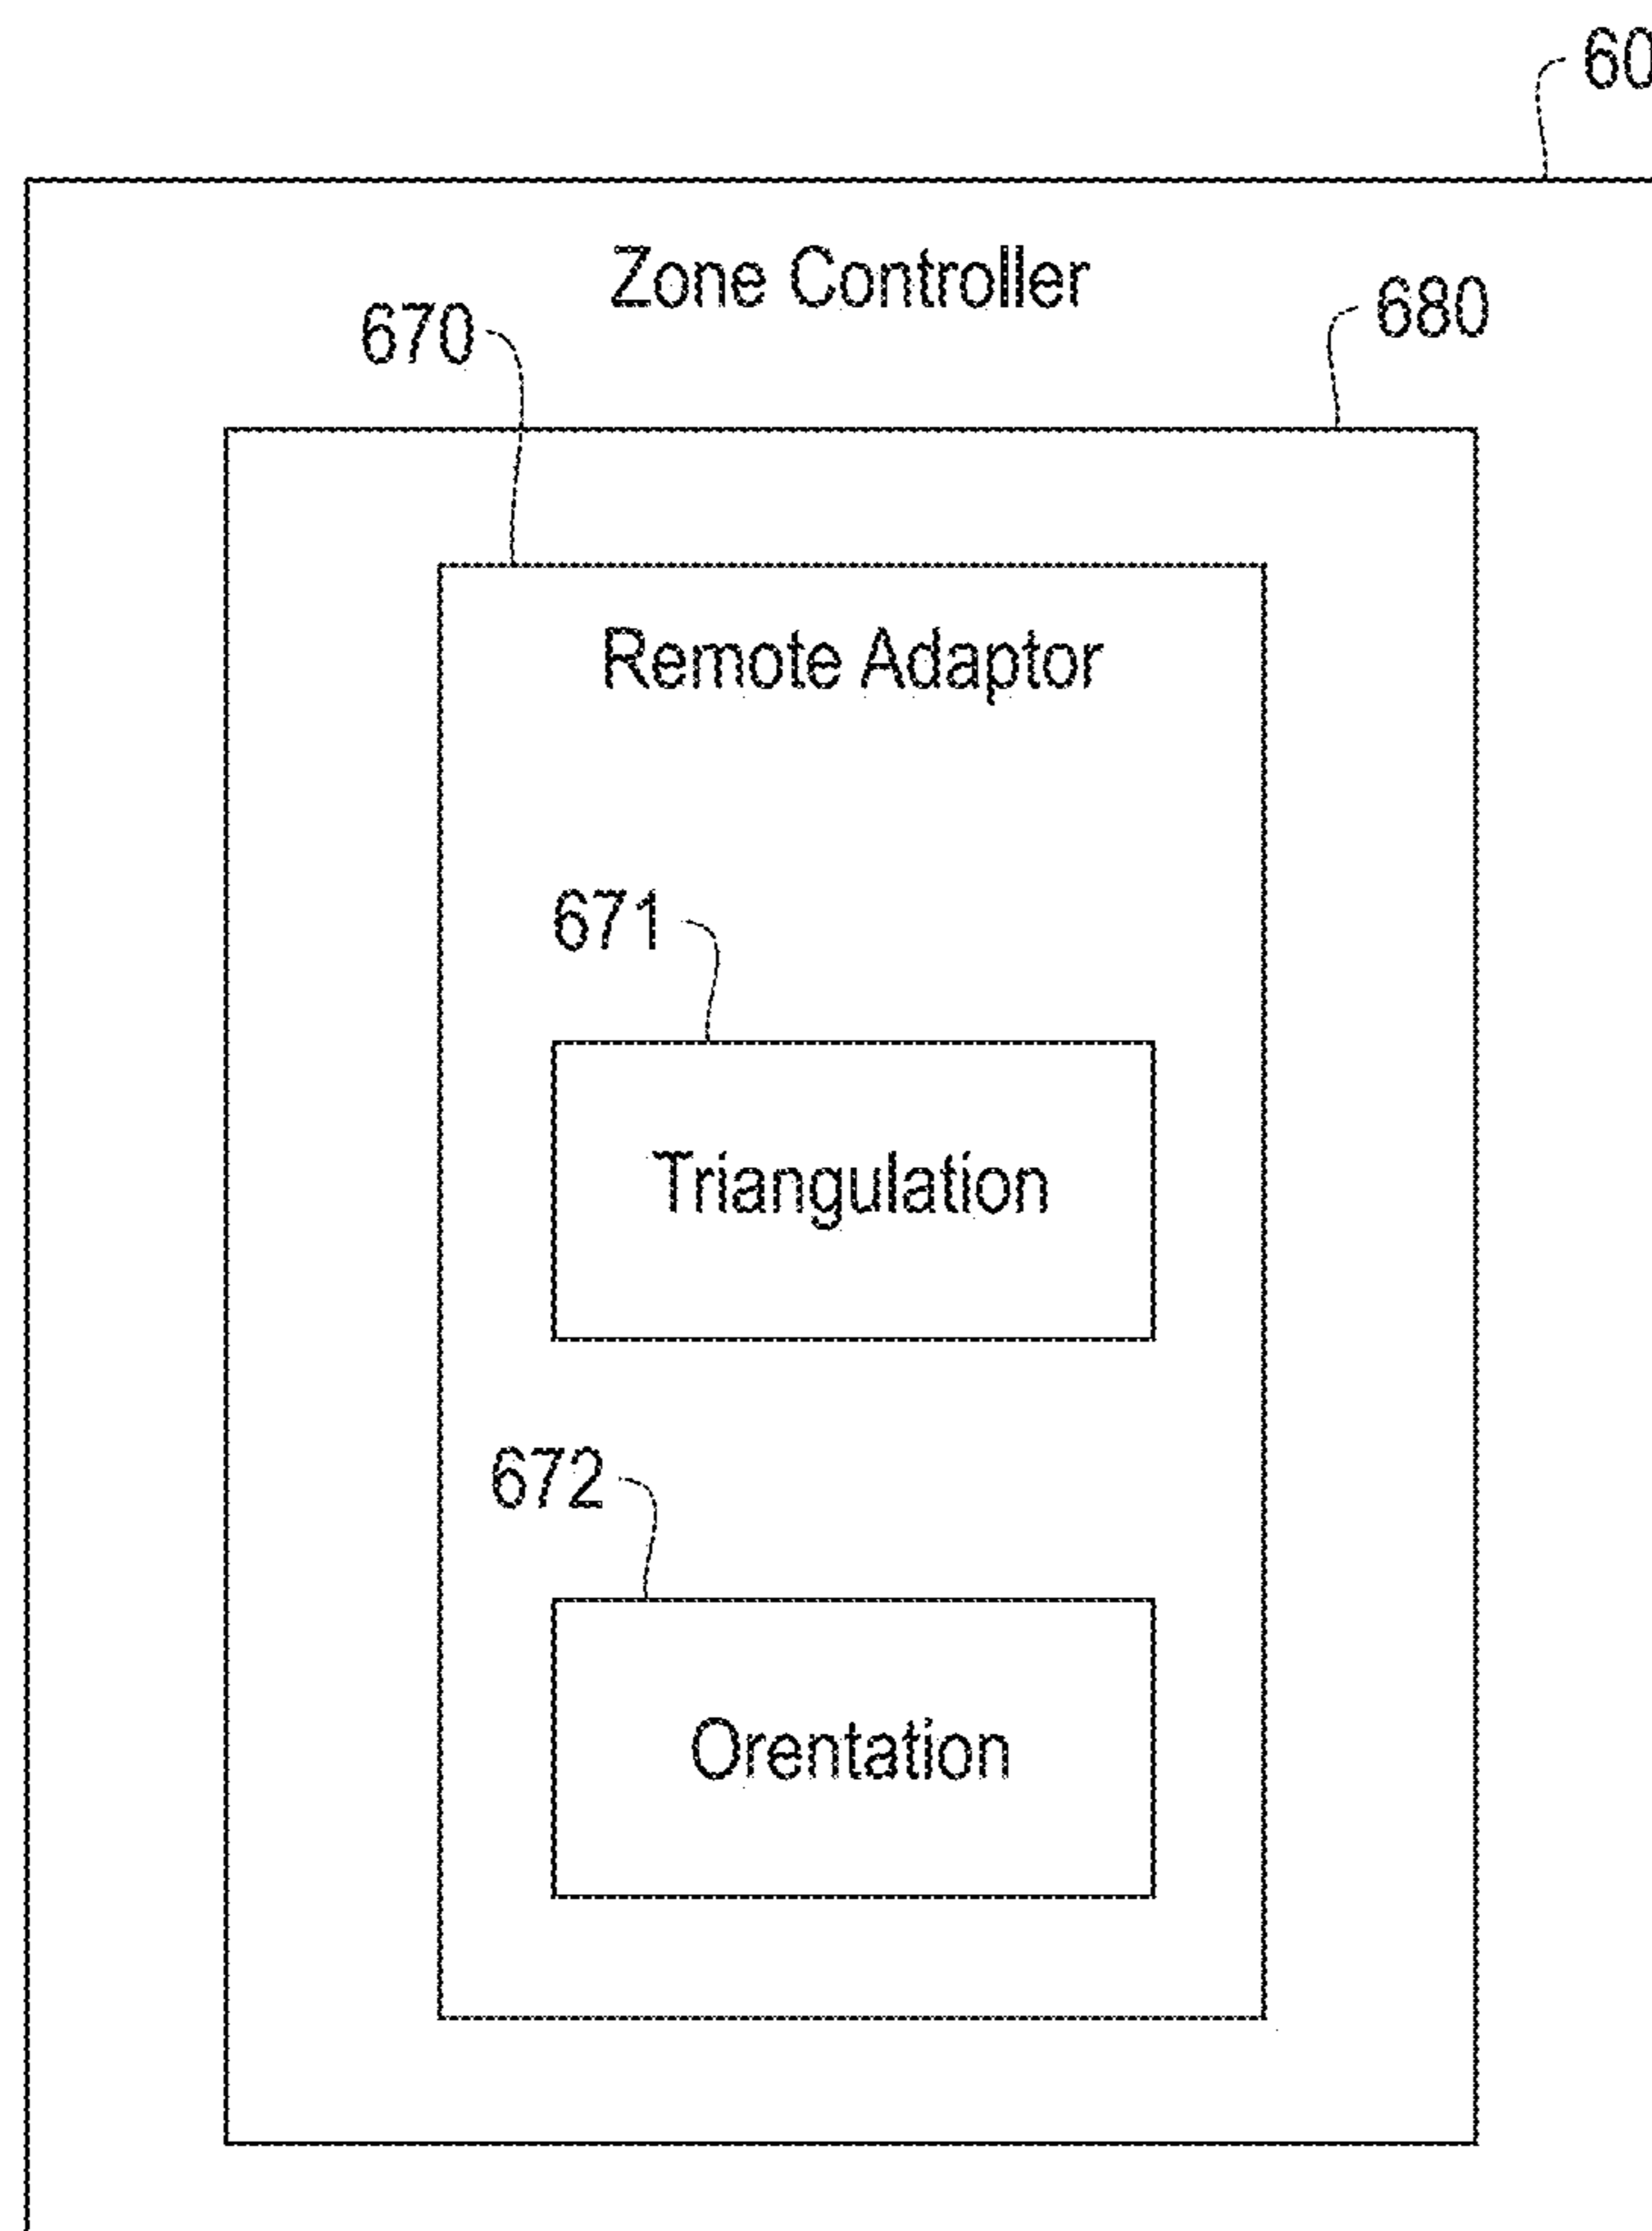 60
Zone Controller
670
680
Remote Adaptor
671
Triangulation
672
Orentation